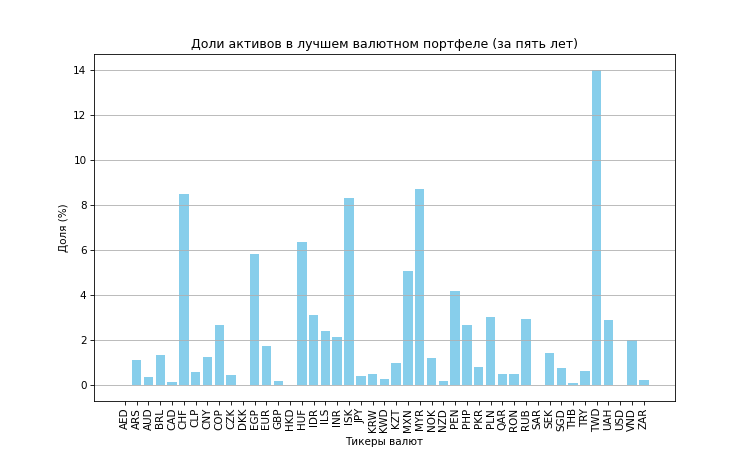 Доли активов в лучшем валютном портфеле (за пять лет)
Доля (%)
14
12
10
8
6
4
2
0
AED ARS AUD BRL CAD CHF CLP CNY COP CZK DKK EGP EUR GBP HKD HUF IDR ILS INR ISK JPY KRW KWD KZT MXN MYR NOK NZD PEN PHP PKR PLN QAR RON RUB SAR SEK SGD THB TRY TWD UAH USD VND ZAR
Тикеры валют